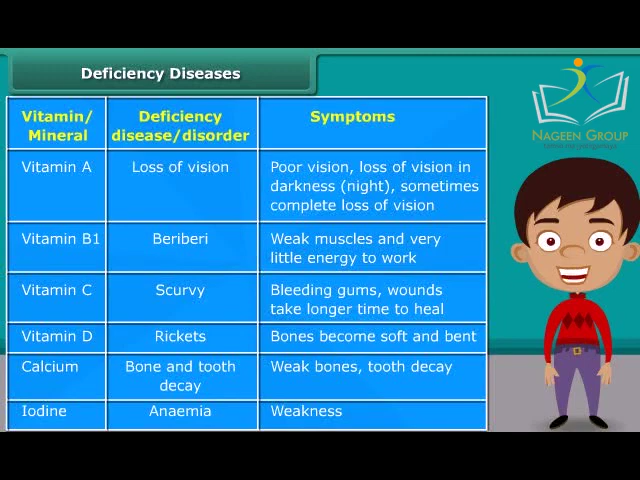 Deficiency Diseases
NAGEEN GROUP
Vitamin/
Mineral
Deficiency
disease/disorder
Symptoms
Vitamin A
Loss of vision
Poor vision, loss of vision in
darkness (night), sometimes
complete loss of vision
Vitamin B1
Beriberi
Weak muscles and very
little energy to work
Vitamin C
Scurvy
Bleeding gums, wounds
take longer time to heal
Vitamin D
Rickets
Bones become soft and bent
Calcium
Bone and tooth
decay
Weak bones, tooth decay
Iodine
Anaemia
Weakness